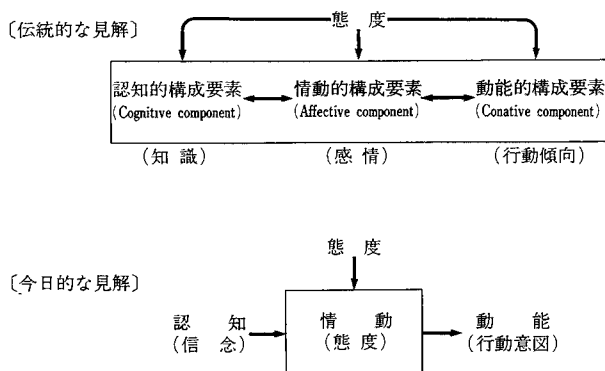 〔伝統的な見解〕
態 度
認知的構成要素 情動的構成要素 動能的構成要素
(Cognitive component) (Affective component) (Conative component)
(知 識) (感 情) (行動傾向)
態 度
〔今日的な見解〕
認 知 情 動 動 能
(信 念) (態 度) (行動意図)